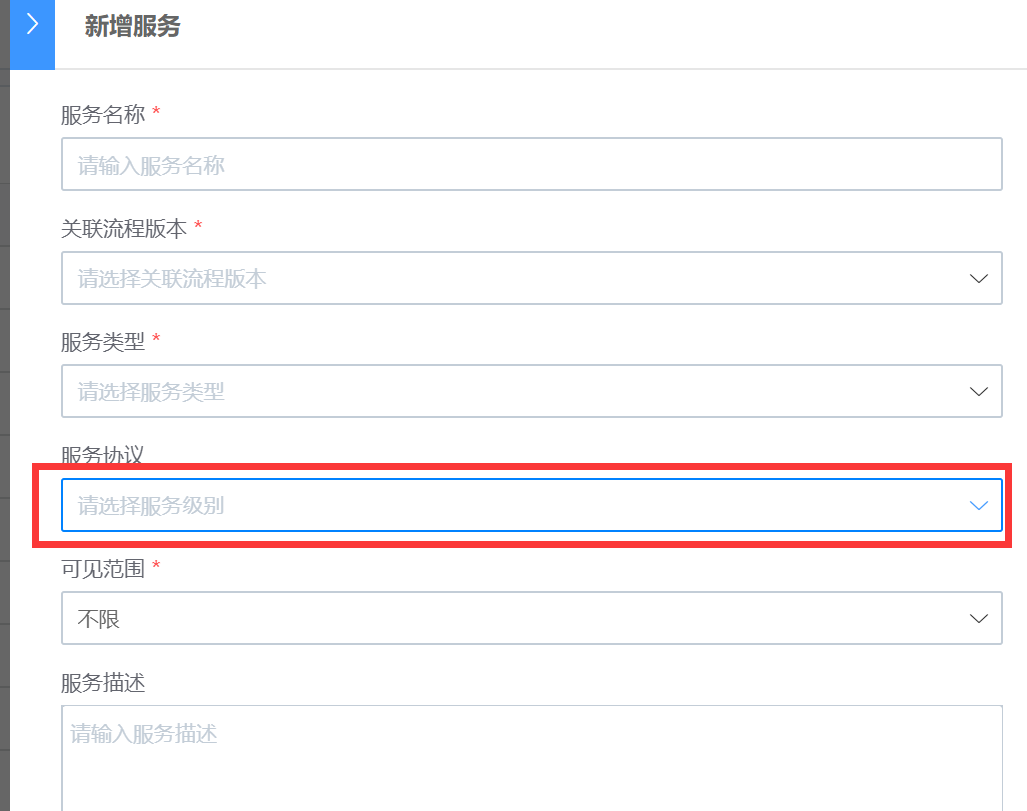 新增服务
服务名称 *
请输入服务名称
关联流程版本 *
请选择关联流程版本
服务类型 *
请选择服务类型
服务协议
请选择服务级别
可见范围 *
不限
服务描述
请输入服务描述